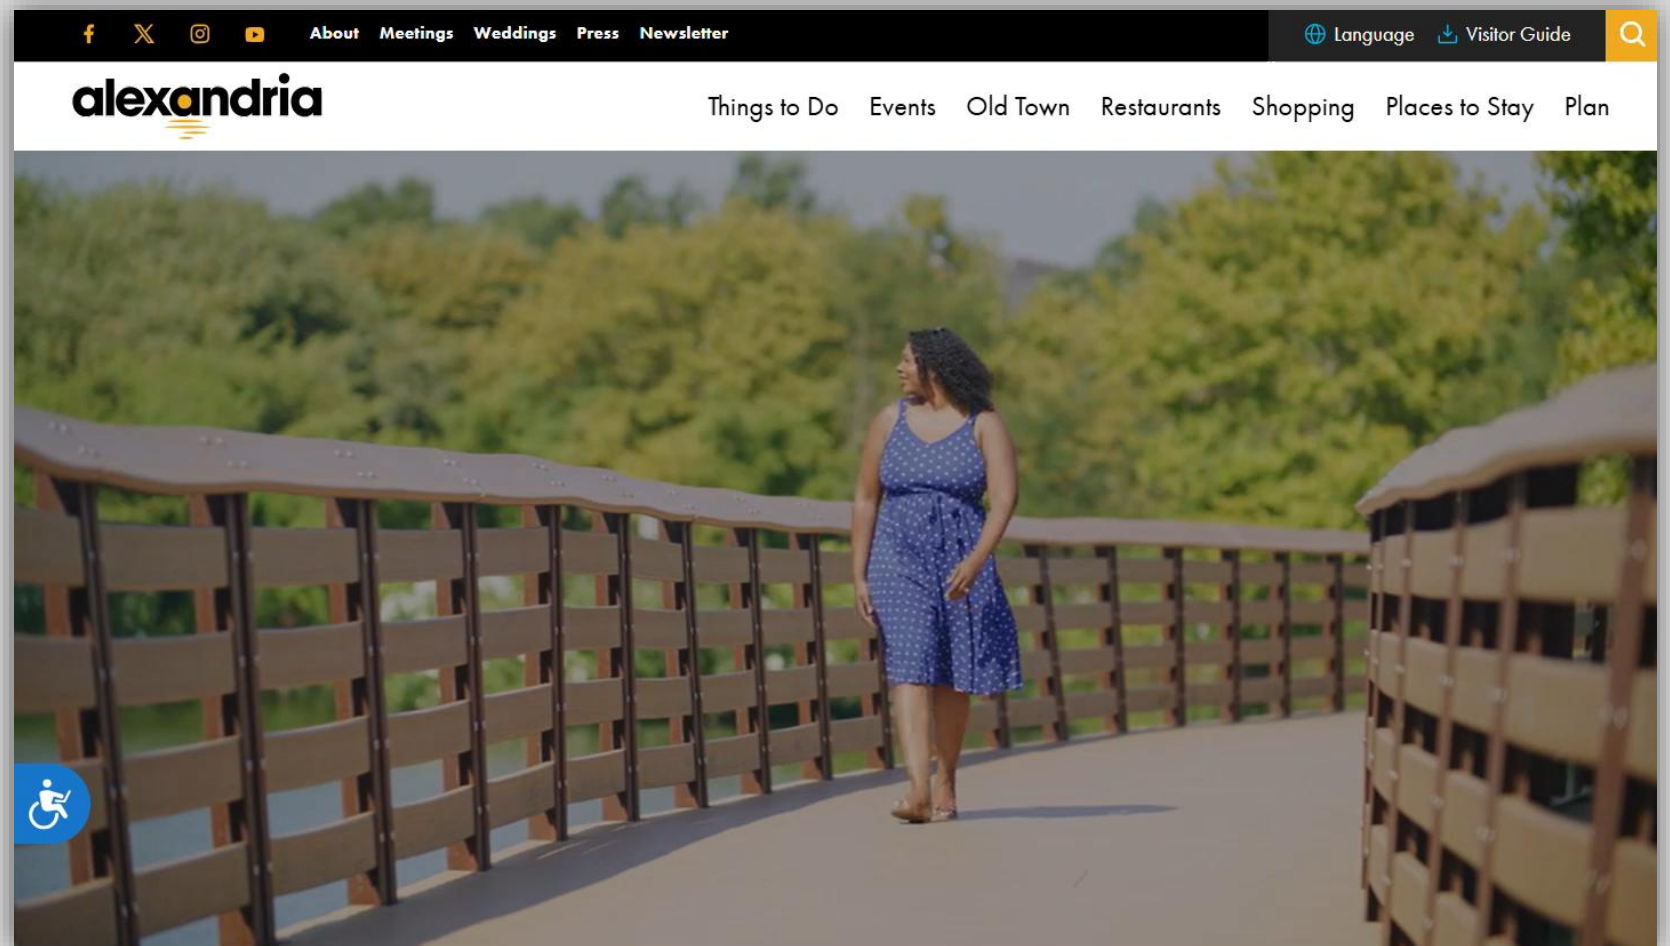 About Meetings Weddings Press Newsletter
Language Visitor Guide
alexandria
Things to Do Events Old Town Restaurants Shopping Places to Stay Plan